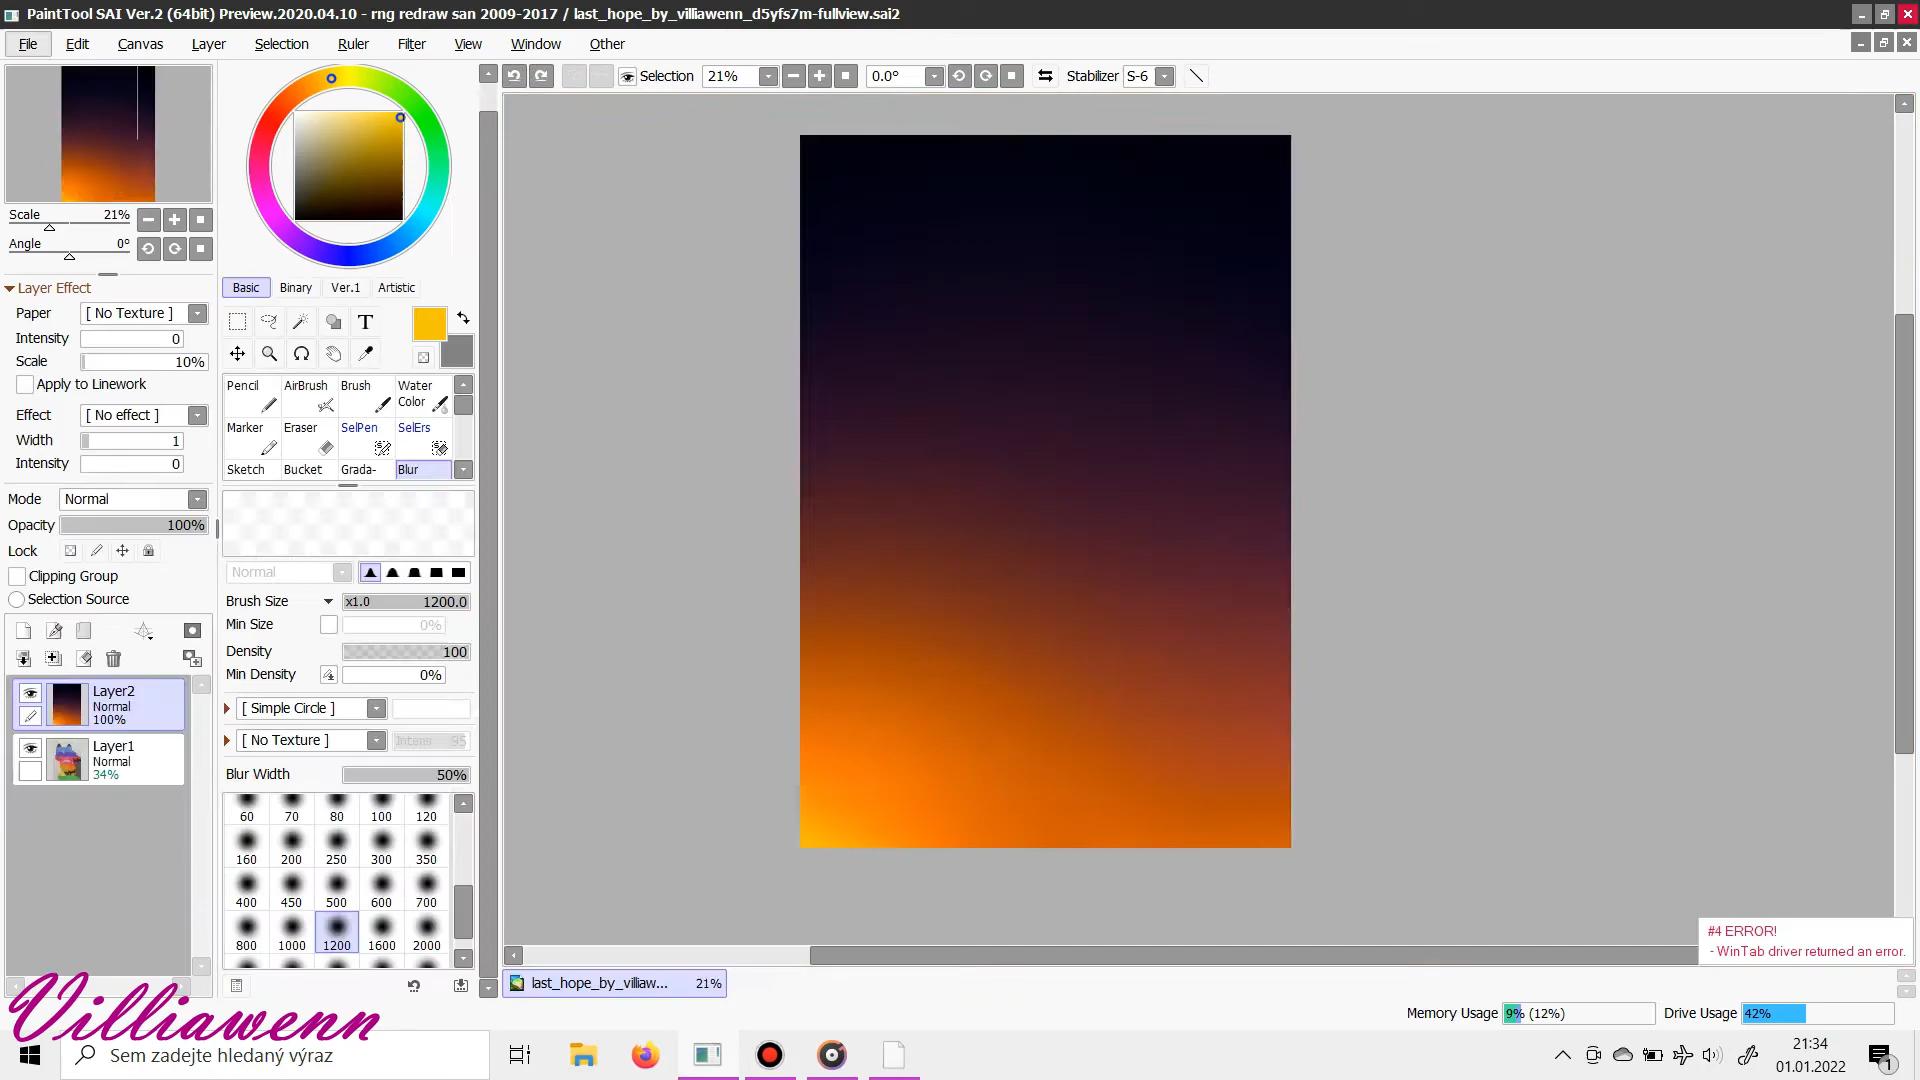 PaintTool SAI Ver.2 (64bit) Preview.2020.04.10 - rng redraw san 2009-2017 / last_hope_by_villiawenn_d5yfs7m-fullview.sai2
File Edit Canvas Layer Selection Ruler Filter View Window Other
Selection 21% 0.0° Stabilizer S-6
Scale 21%
Angle 0°
Layer Effect
Paper [ No Texture ]
Intensity 0
Scale 10%
Apply to Linework
Effect [ No effect ]
Width 1
Intensity 0
Mode Normal
Opacity 100%
Lock
Clipping Group
Selection Source
Layer2
Normal
100%
Layer1
Normal
34%
Basic Binary Ver.1 Artistic
T
Pencil AirBrush Brush Water Color
Marker Eraser SelPen SelErs
Sketch Bucket Grada- Blur
Normal
Brush Size x1.0 1200.0
Min Size 0%
Density 100
Min Density 0%
[ Simple Circle ]
[ No Texture ] Intens 95
Blur Width 50%
60 70 80 100 120
160 200 250 300 350
400 450 500 600 700
800 1000 1200 1600 2000
#4 ERROR!
- WinTab driver returned an error.
last_hope_by_villiaw... 21%
Memory Usage 9% (12%) Drive Usage 42%
Villiawenn
Sem zadejte hledaný výraz
21:34
01.01.2022
1